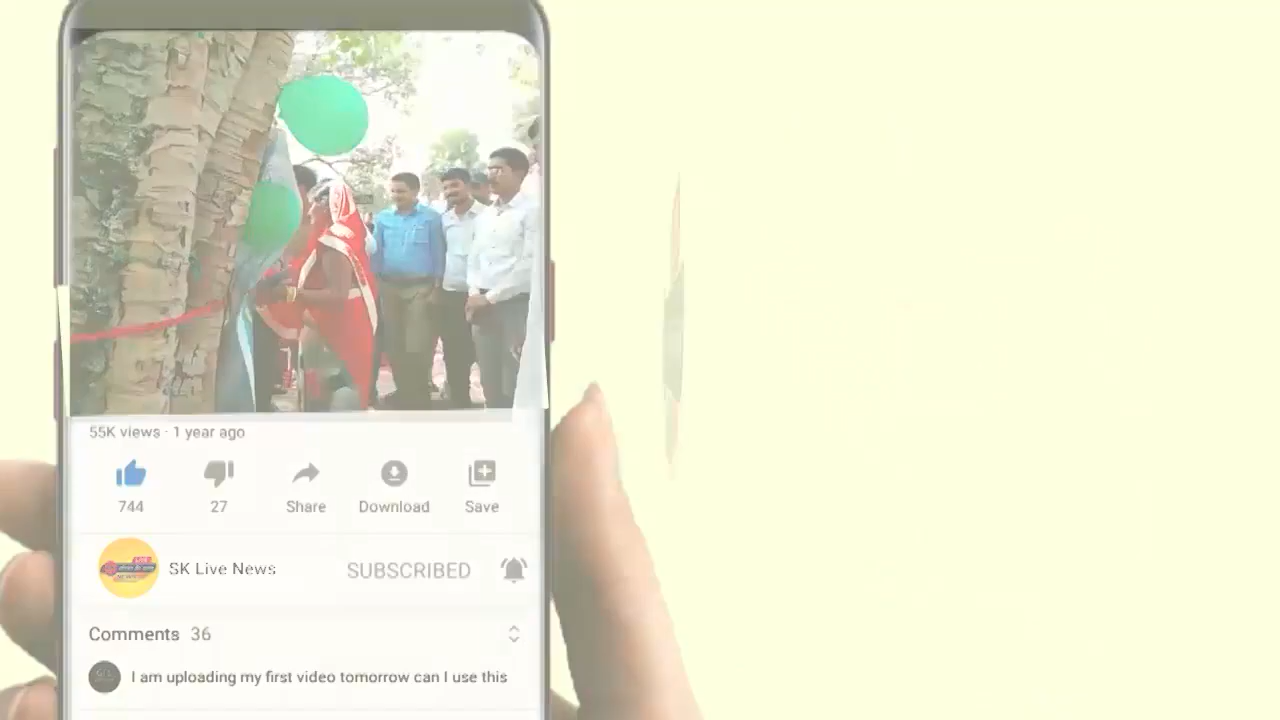 55K views · 1 year ago
744
27
Share
Download
Save
SK Live News
SUBSCRIBED
Comments 36
I am uploading my first video tomorrow can I use this